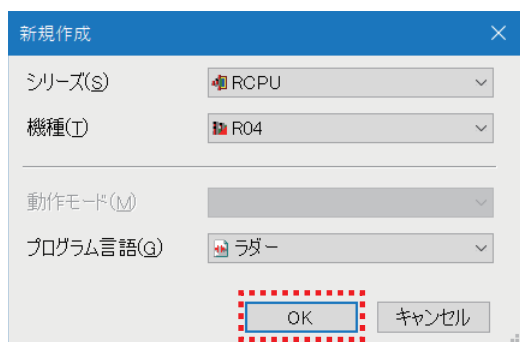 新規作成
シリーズ(S) RCPU
機種(T) R04
動作モード(M)
プログラム言語(G) ラダー
OK キャンセル